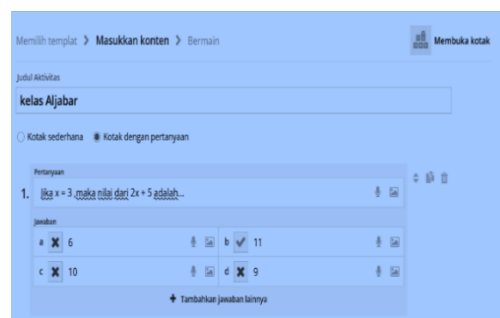 Memilih templat > Masukkan konten > Bermain
Membuka kotak
Judul Aktivitas
kelas Aljabar
Kotak sederhana Kotak dengan pertanyaan
Pertanyaan
1. Jika x = 3 ,maka nilai dari 2x + 5 adalah...
Jawaban
a 6
b 11
c 10
d 9
+ Tambahkan jawaban lainnya